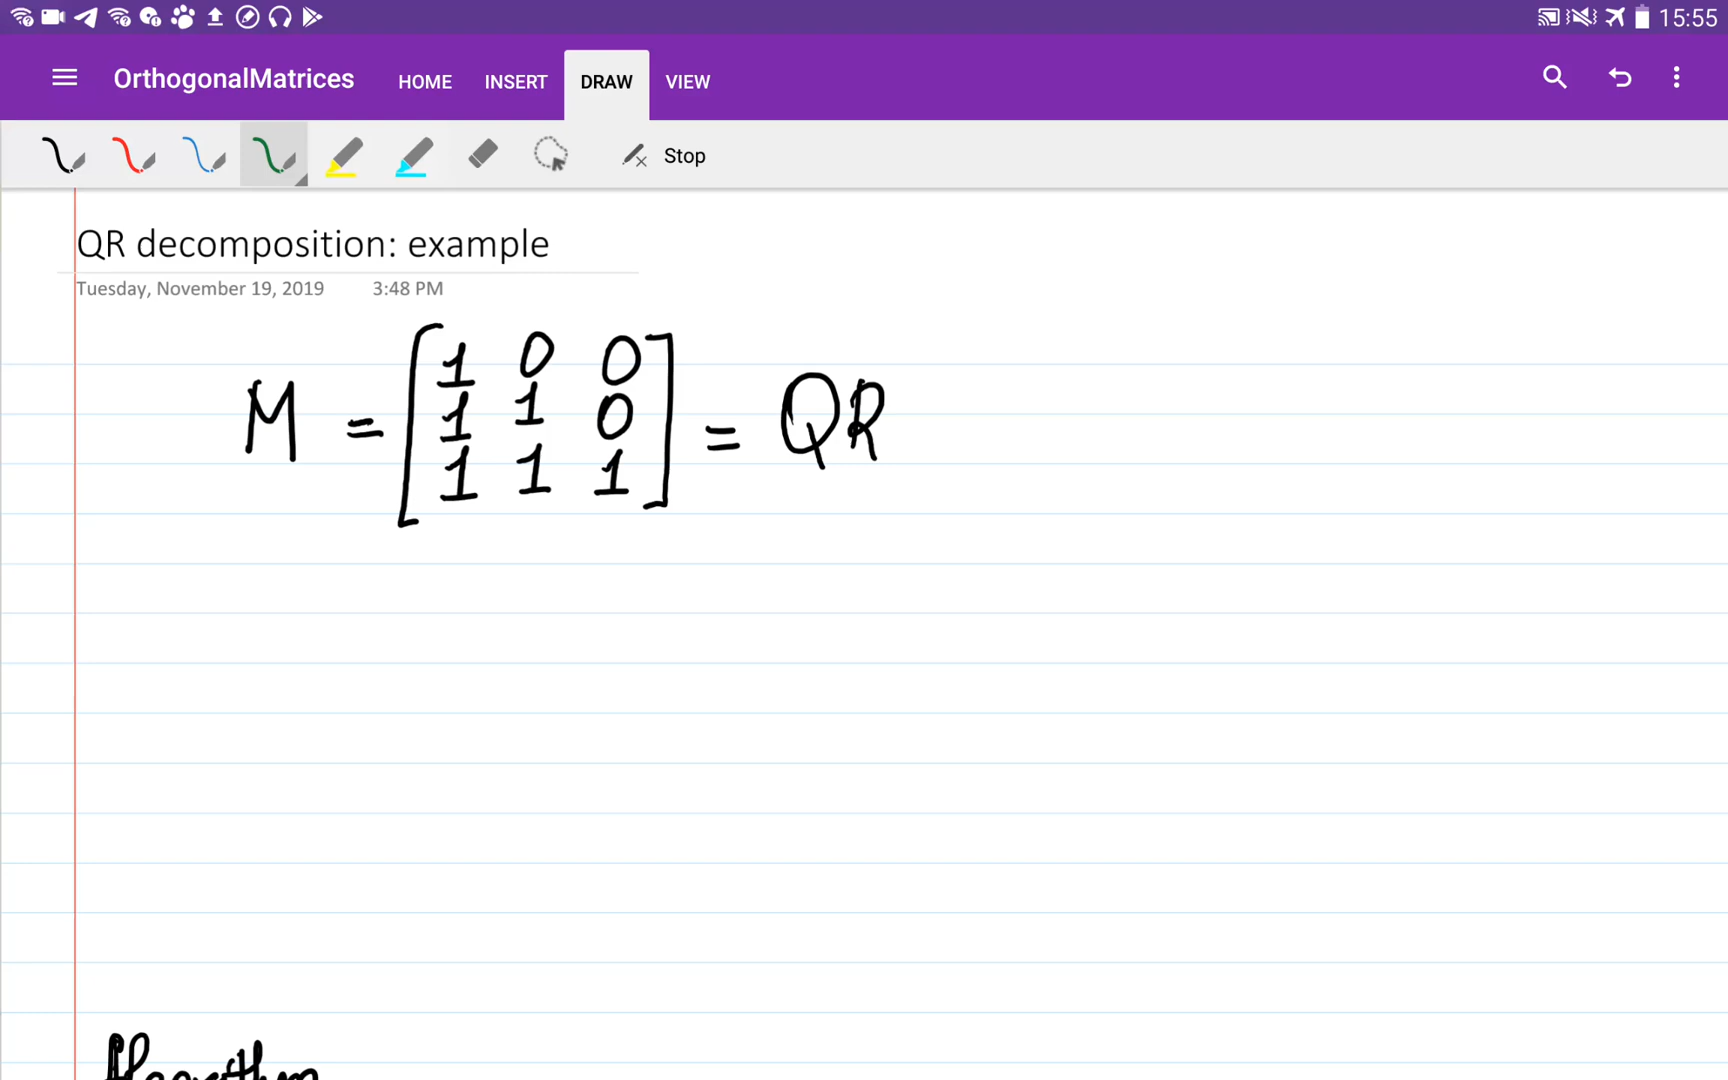 15:55
OrthogonalMatrices HOME INSERT DRAW VIEW
Stop
QR decomposition: example
Tuesday, November 19, 2019 3:48 PM
M = [1 0 0
1 1 0
1 1 1] = QR
Algorithm